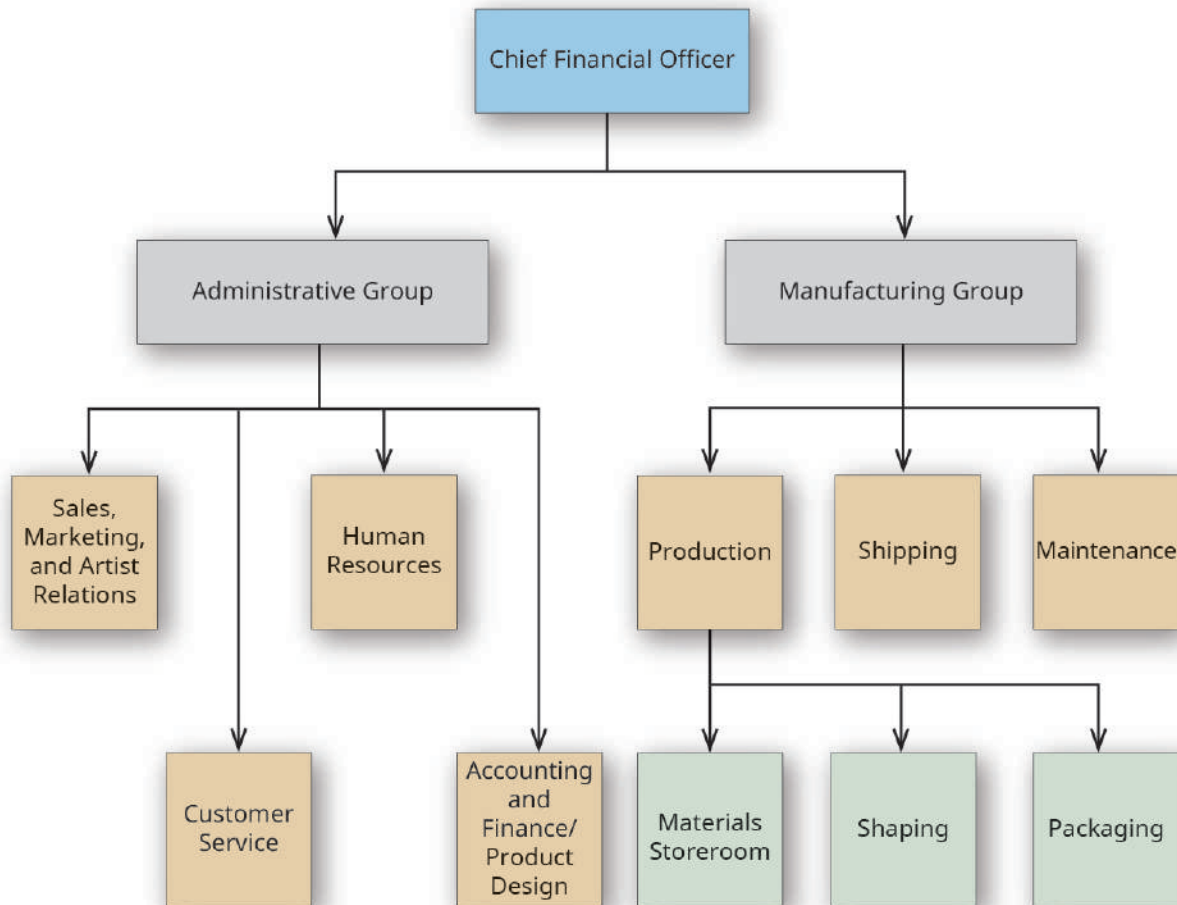 Chief Financial Officer
Administrative Group
Manufacturing Group
Sales,
Marketing,
and Artist
Relations
Human
Resources
Production
Shipping
Maintenance
Customer
Service
Accounting
and
Finance/
Product
Design
Materials
Storeroom
Shaping
Packaging